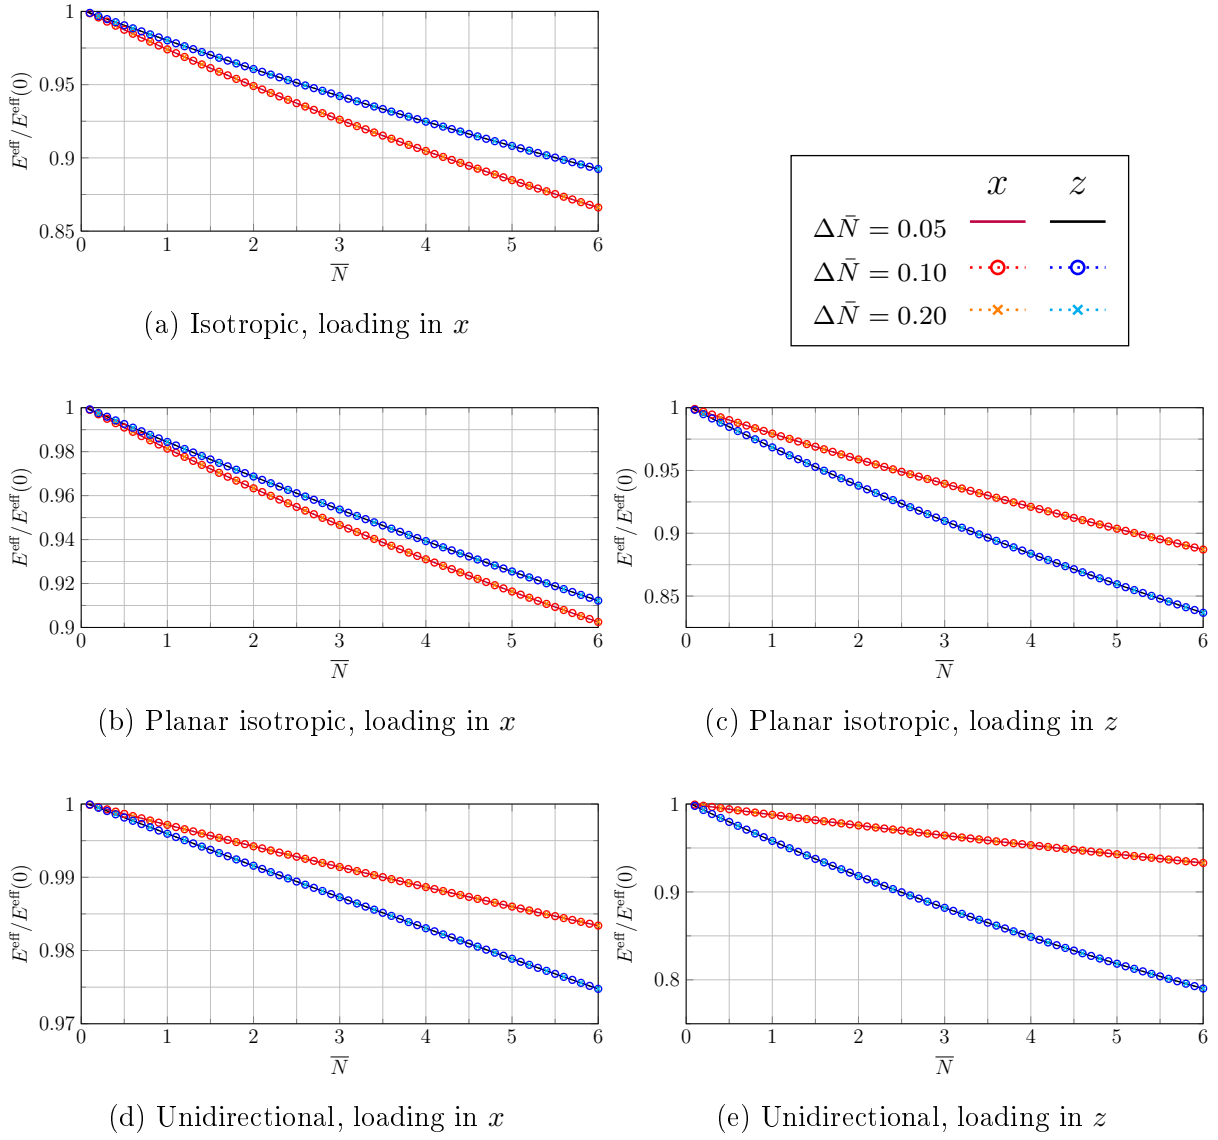 1
0.95
0.9
0.85
E^eff/E^eff(0)
0 1 2 3 4 5 6
N̅
(a) Isotropic, loading in x
x z
ΔN̄ = 0.05
ΔN̄ = 0.10
ΔN̄ = 0.20
1
0.98
0.96
0.94
0.92
0.9
E^eff/E^eff(0)
0 1 2 3 4 5 6
N̅
(b) Planar isotropic, loading in x
1
0.95
0.9
0.85
E^eff/E^eff(0)
0 1 2 3 4 5 6
N̅
(c) Planar isotropic, loading in z
1
0.99
0.98
0.97
E^eff/E^eff(0)
0 1 2 3 4 5 6
N̅
(d) Unidirectional, loading in x
1
0.9
0.8
E^eff/E^eff(0)
0 1 2 3 4 5 6
N̅
(e) Unidirectional, loading in z